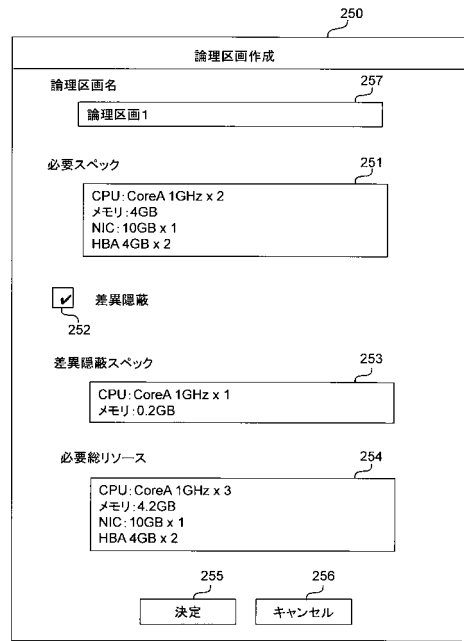 250
論理区画作成
論理区画名
257
論理区画1
必要スペック
251
CPU：CoreA 1GHz x 2
メモリ：4GB
NIC：10GB x 1
HBA 4GB x 2
✔ 差異隠蔽
252
差異隠蔽スペック
253
CPU：CoreA 1GHz x 1
メモリ：0.2GB
必要総リソース
254
CPU：CoreA 1GHz x 3
メモリ：4.2GB
NIC：10GB x 1
HBA 4GB x 2
255
256
決定
キャンセル